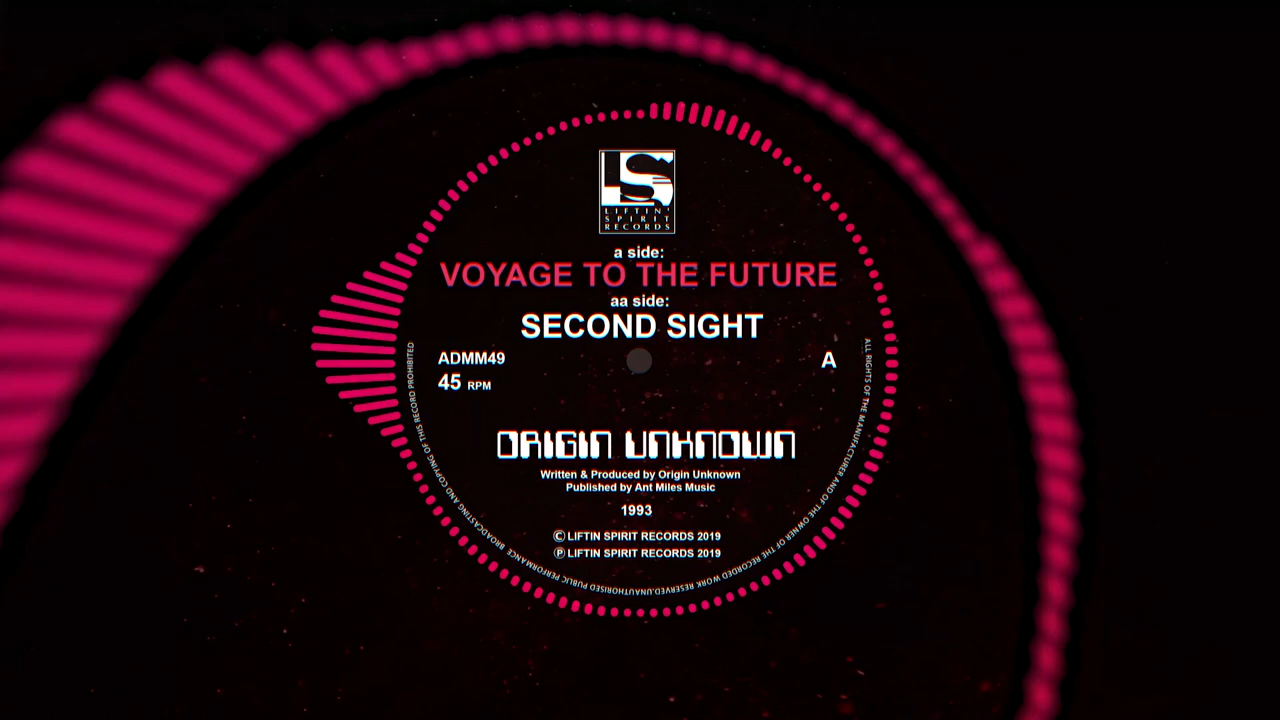 LS
LIFTIN'
SPIRIT
RECORDS
a side:
VOYAGE TO THE FUTURE
aa side:
SECOND SIGHT
ADMM49
A
45 RPM
ORIGIN UNKNOWN
Written & Produced by Origin Unknown
Published by Ant Miles Music
1993
© LIFTIN SPIRIT RECORDS 2019
℗ LIFTIN SPIRIT RECORDS 2019
ALL RIGHTS OF THE MANUFACTURER AND OF THE OWNER OF THE RECORDED WORK RESERVED.UNAUTHORISED PUBLIC PERFORMANCE BROADCASTING AND COPYING OF THIS RECORD PROHIBITED